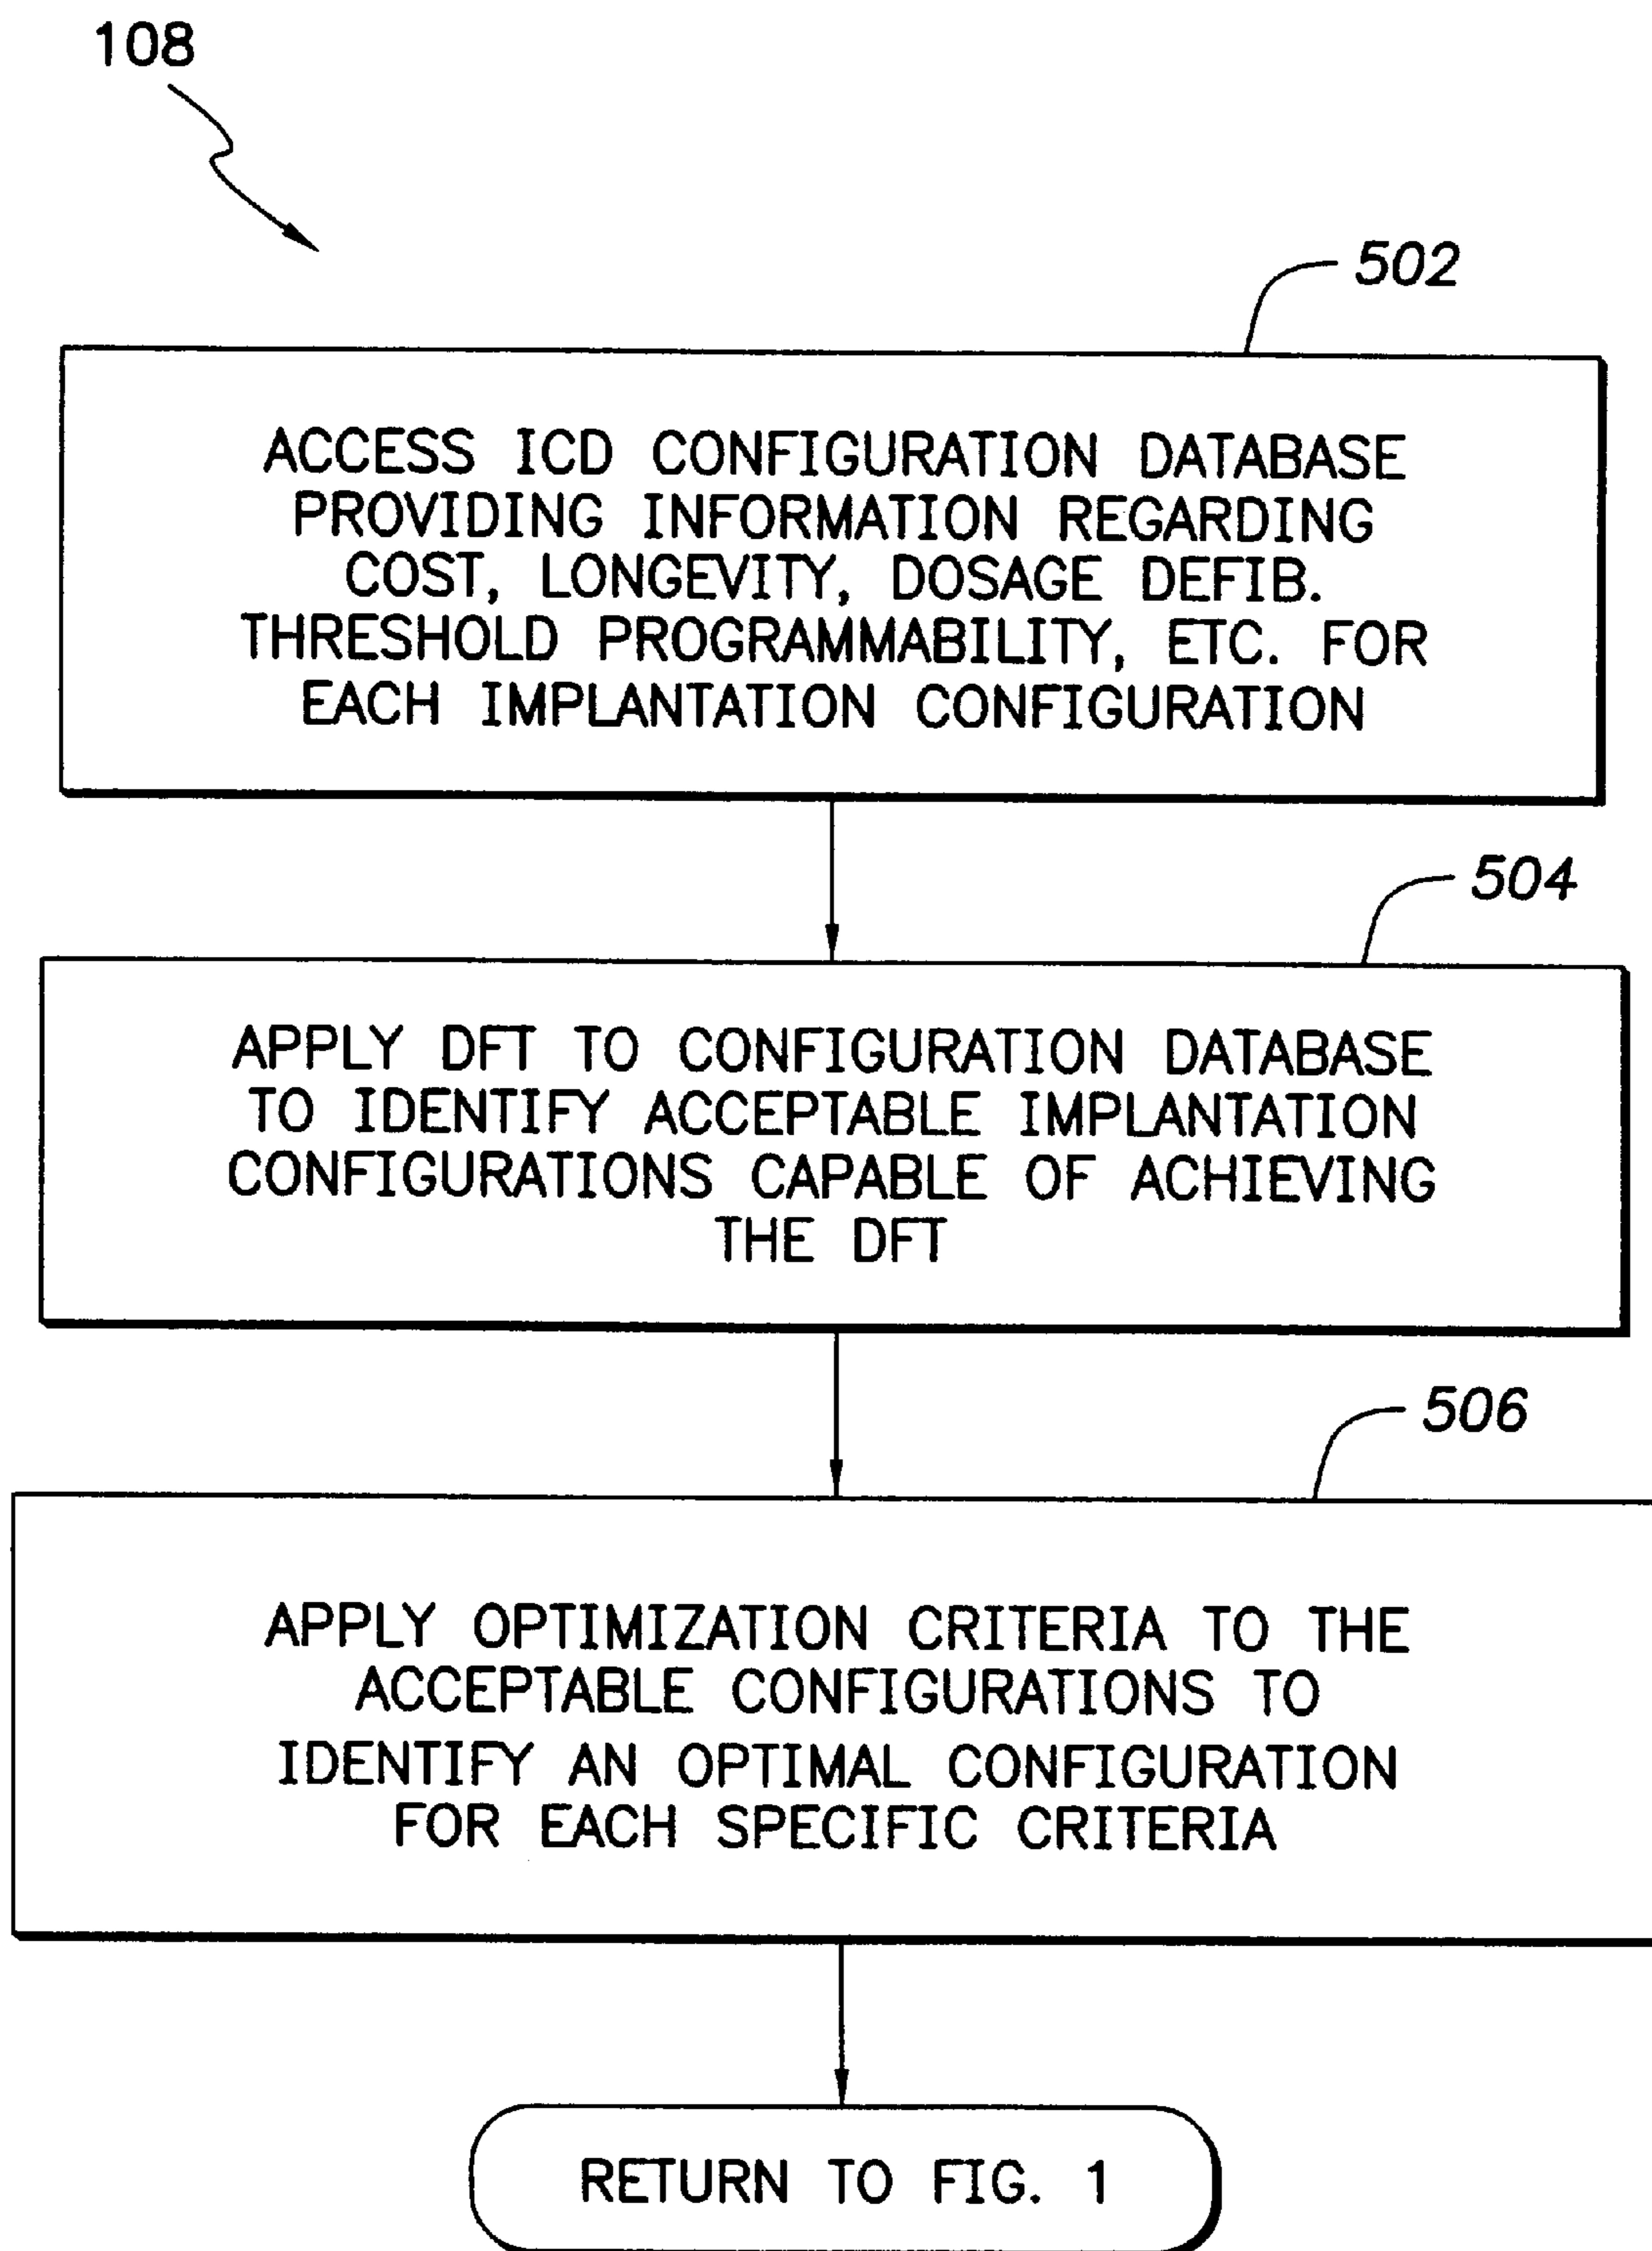 108
502
ACCESS ICD CONFIGURATION DATABASE
PROVIDING INFORMATION REGARDING
COST, LONGEVITY, DOSAGE DEFIB.
THRESHOLD PROGRAMMABILITY, ETC. FOR
EACH IMPLANTATION CONFIGURATION
504
APPLY DFT TO CONFIGURATION DATABASE
TO IDENTIFY ACCEPTABLE IMPLANTATION
CONFIGURATIONS CAPABLE OF ACHIEVING
THE DFT
506
APPLY OPTIMIZATION CRITERIA TO THE
ACCEPTABLE CONFIGURATIONS TO
IDENTIFY AN OPTIMAL CONFIGURATION
FOR EACH SPECIFIC CRITERIA
RETURN TO FIG. 1